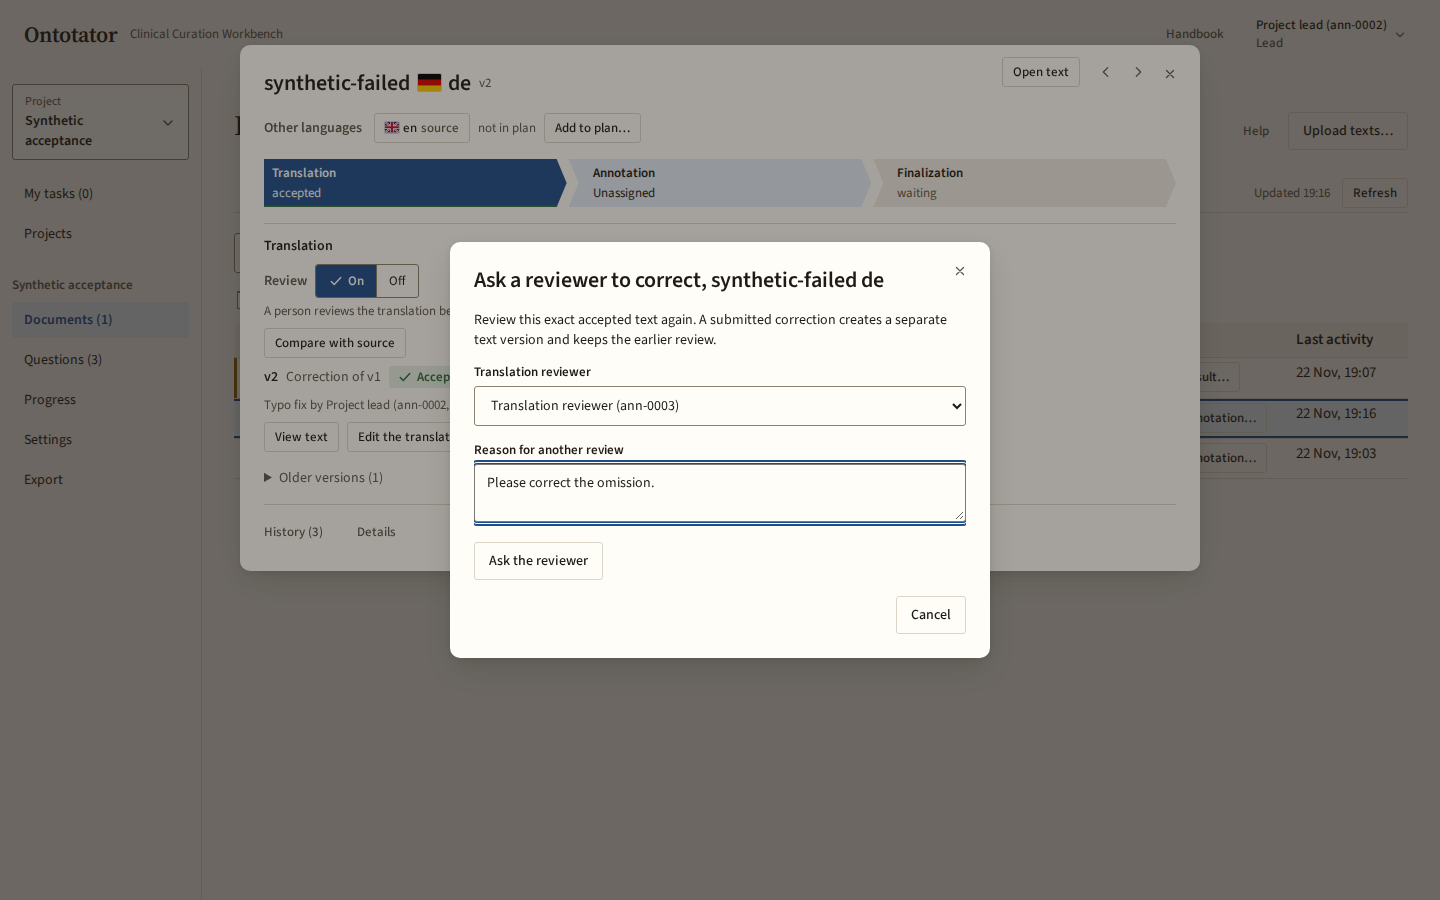 Ontotator Clinical Curation Workbench
Handbook
Project lead (ann-0002)
Lead
Project
Synthetic
acceptance
My tasks (0)
Projects
Synthetic acceptance
Documents (1)
Questions (3)
Progress
Settings
Export
Help
Upload texts…
Updated 19:16
Refresh
Last activity
22 Nov, 19:07
22 Nov, 19:16
22 Nov, 19:03
synthetic-failed de v2
Open text
Other languages
en source
not in plan
Add to plan…
Translation
accepted
Annotation
Unassigned
Finalization
waiting
Translation
Review
On
Off
A person reviews the translation
Compare with source
v2 Correction of v1
Typo fix by Project lead (ann-0002,
View text
Edit the
Older versions (1)
History (3)
Details
Ask a reviewer to correct, synthetic-failed de
Review this exact accepted text again. A submitted correction creates a separate
text version and keeps the earlier review.
Translation reviewer
Translation reviewer (ann-0003)
Reason for another review
Please correct the omission.
Ask the reviewer
Cancel